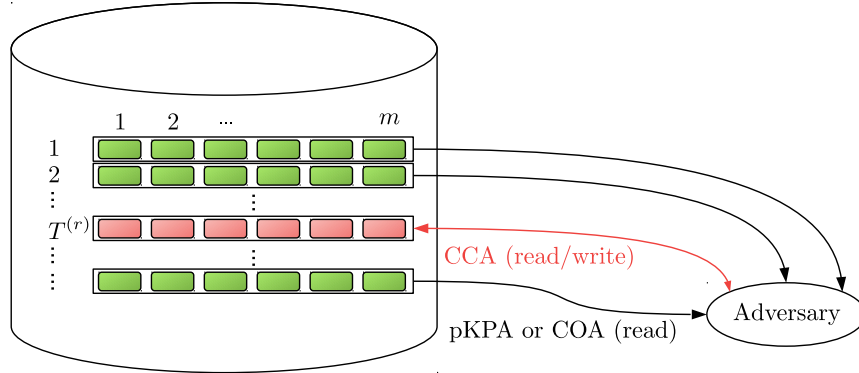 1 2 ... m
1
2
⋮ ⋮
T^(r)
CCA (read/write)
⋮ ⋮
⋮
Adversary
pKPA or COA (read)